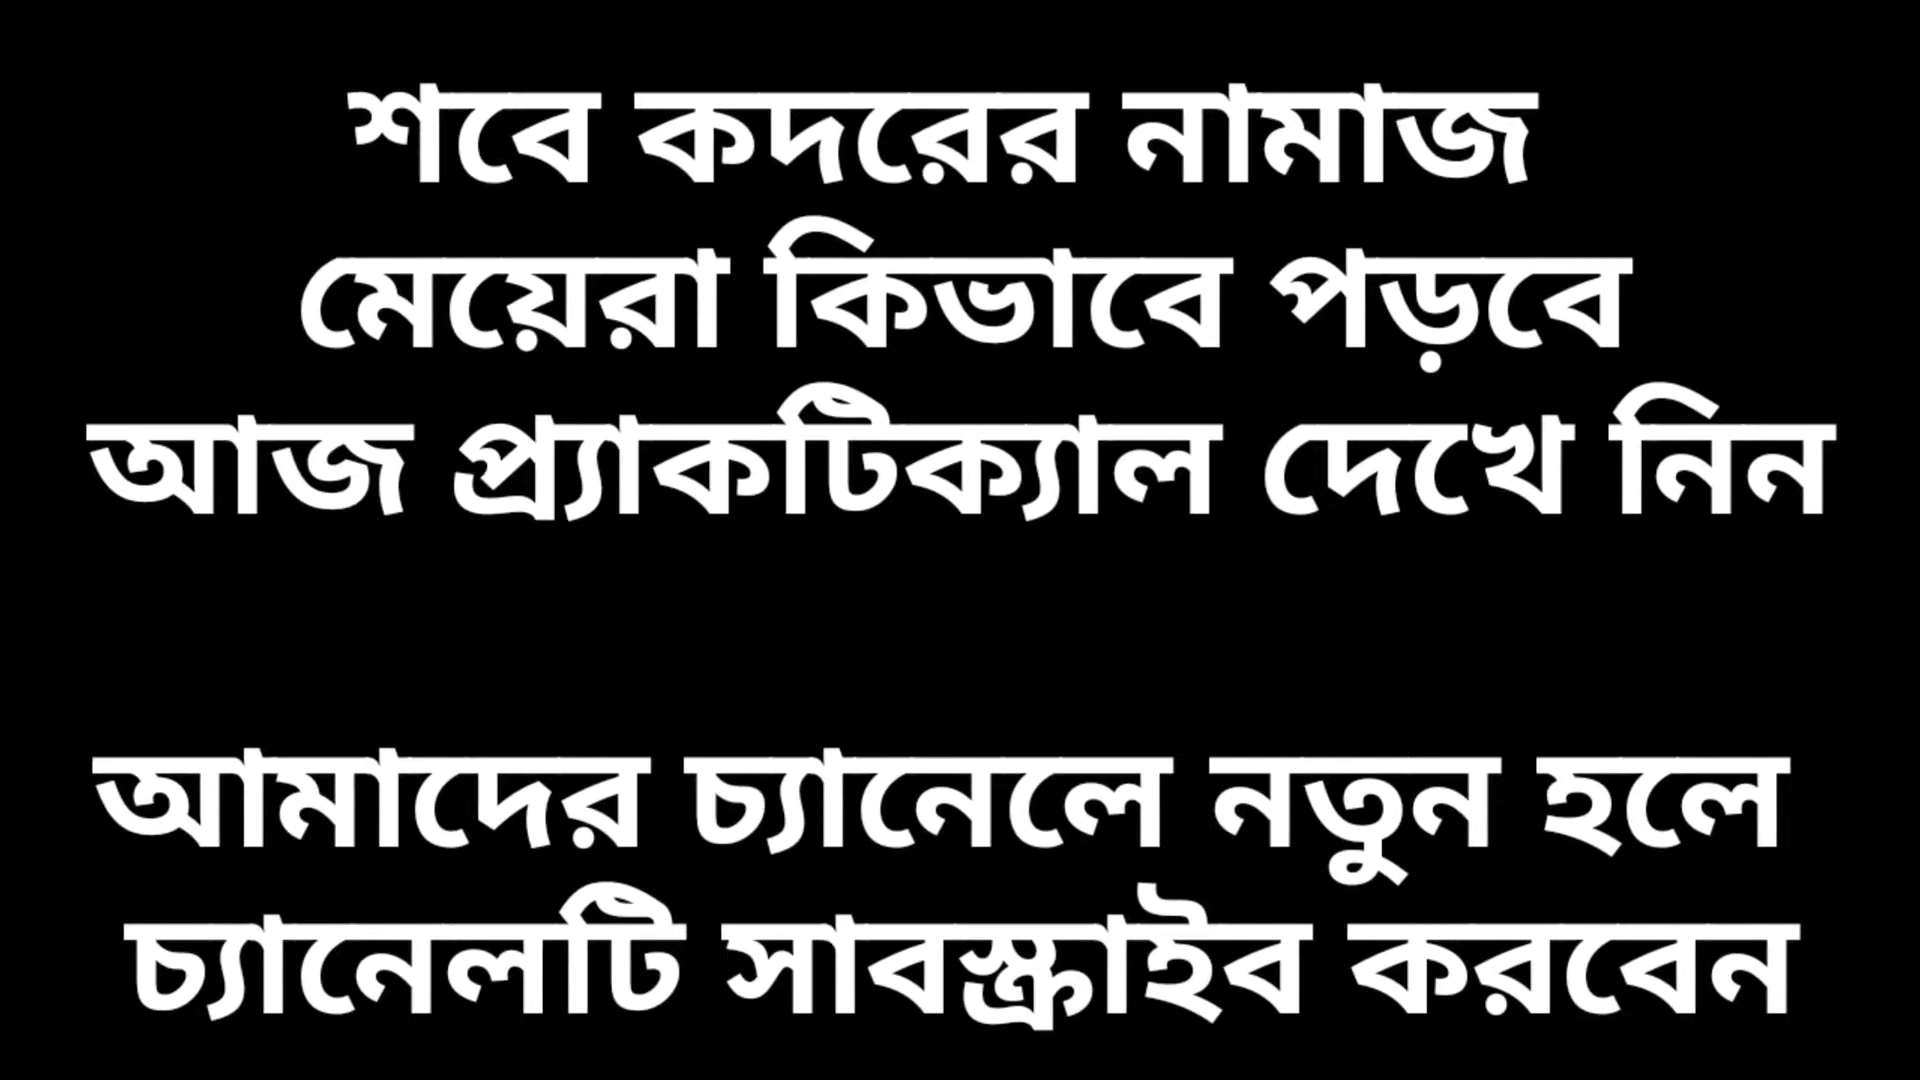 শবে কদরের নামাজ
মেয়েরা কিভাবে পড়বে
আজ প্র্যাকটিক্যাল দেখে নিন
আমাদের চ্যানেলে নতুন হলে
চ্যানেলটি সাবস্ক্রাইব করবেন